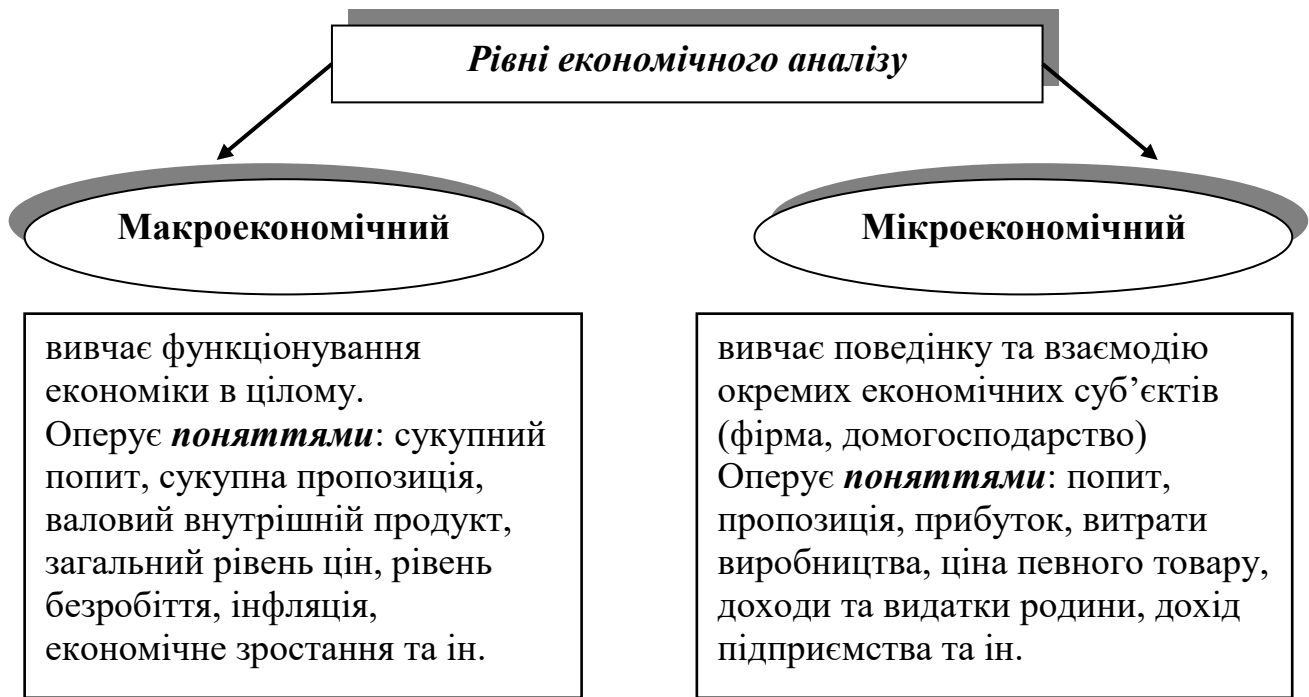 Рівні економічного аналізу
Макроекономічний
вивчає функціонування
економіки в цілому.
Оперує поняттями: сукупний
попит, сукупна пропозиція,
валовий внутрішній продукт,
загальний рівень цін, рівень
безробіття, інфляція,
економічне зростання та ін.
Мікроекономічний
вивчає поведінку та взаємодію
окремих економічних суб’єктів
(фірма, домогосподарство)
Оперує поняттями: попит,
пропозиція, прибуток, витрати
виробництва, ціна певного товару,
доходи та видатки родини, дохід
підприємства та ін.